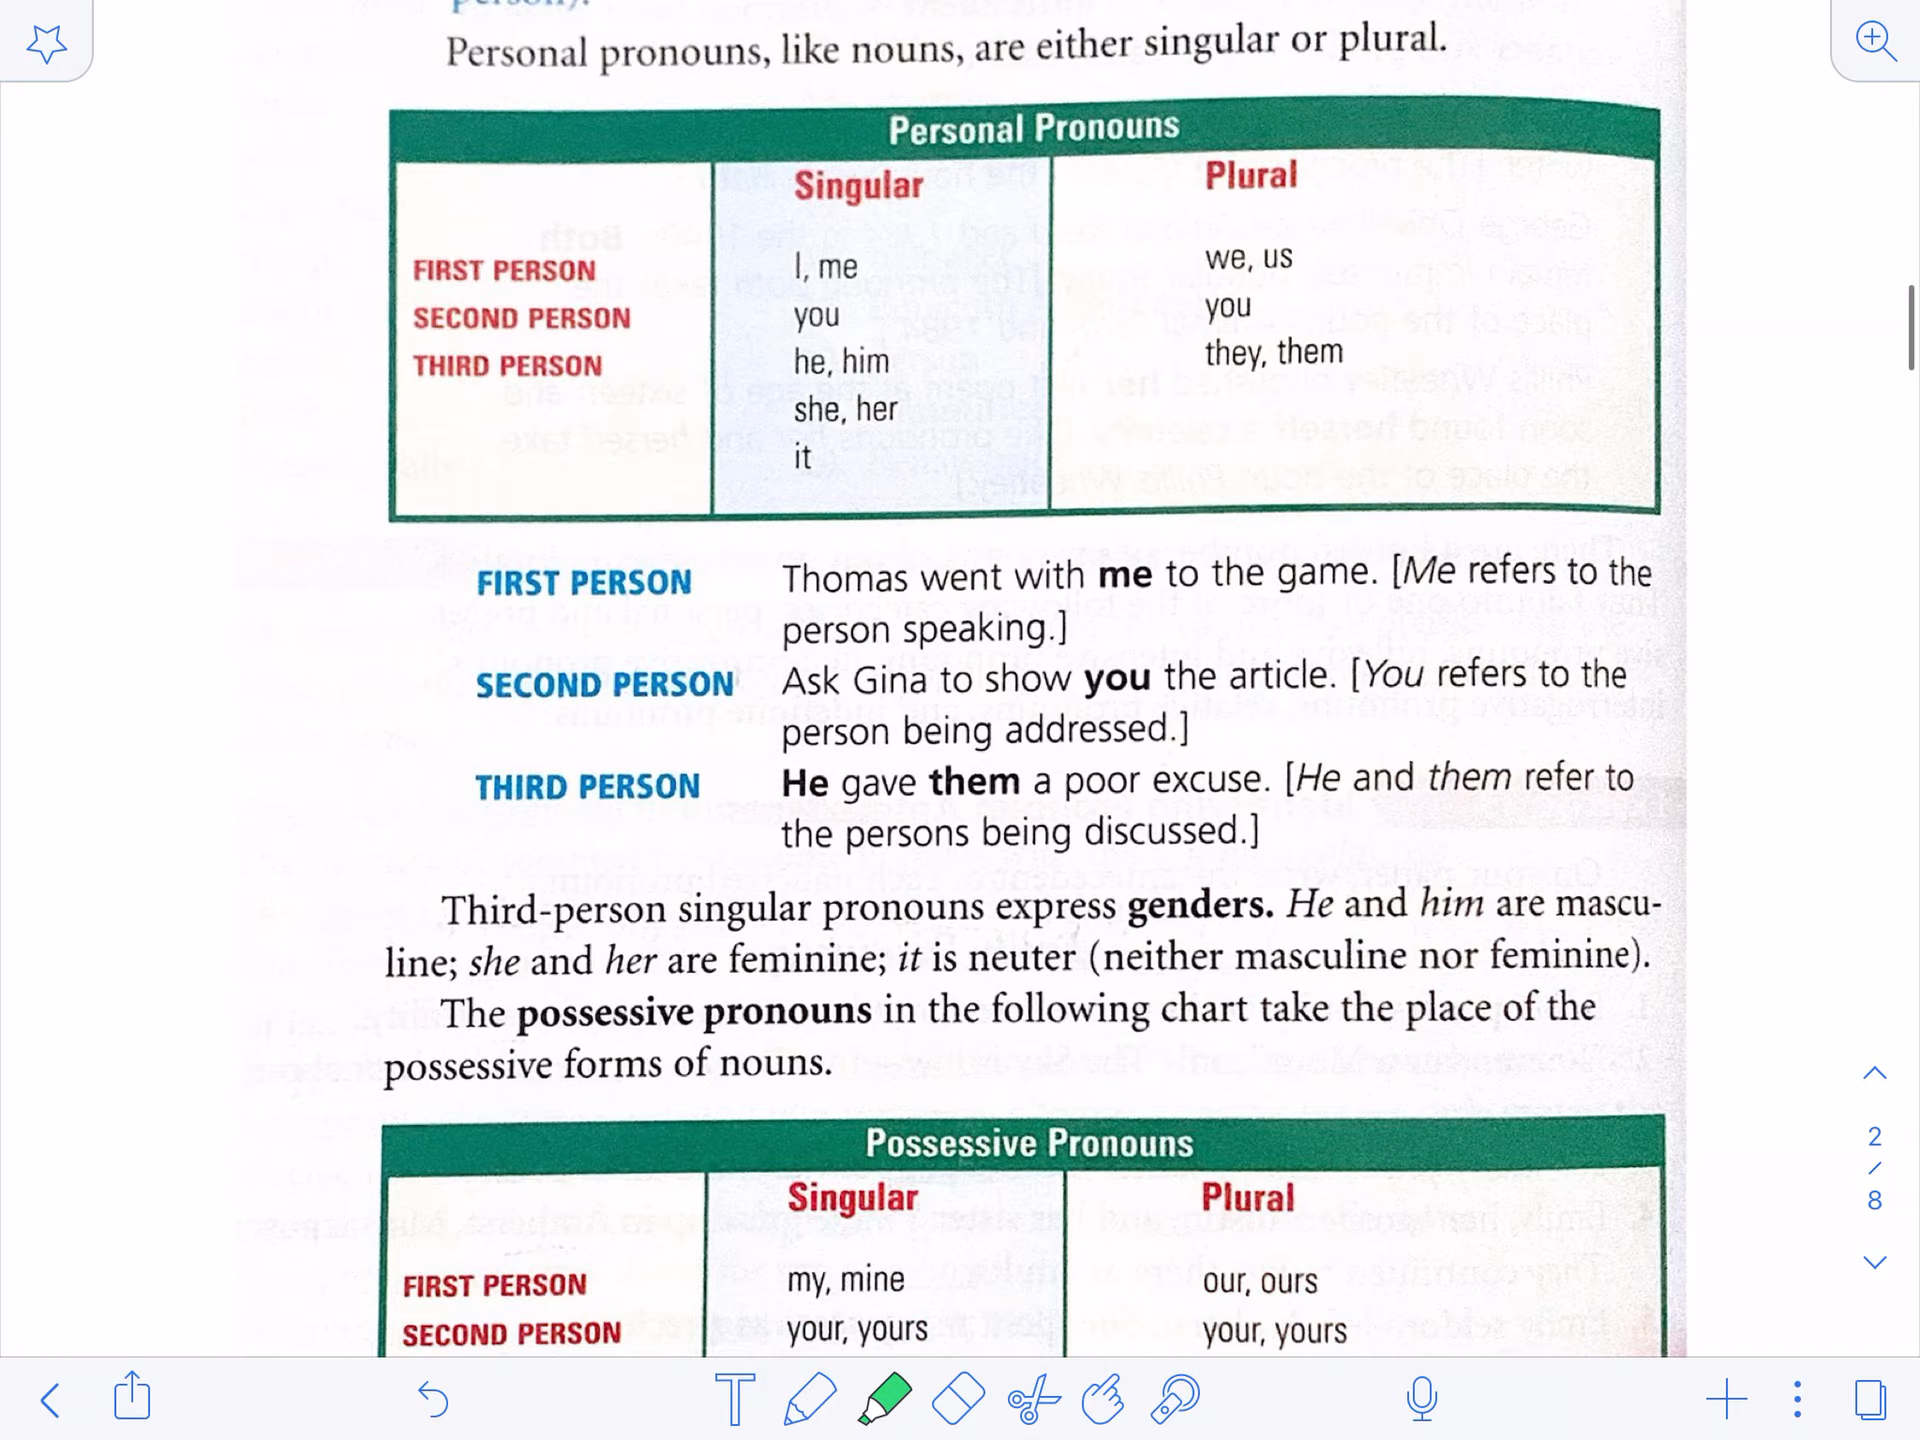 Personal pronouns, like nouns, are either singular or plural.
Personal Pronouns
Singular Plural
FIRST PERSON I, me we, us
SECOND PERSON you you
THIRD PERSON he, him they, them
she, her
it
FIRST PERSON Thomas went with me to the game. [Me refers to the
person speaking.]
SECOND PERSON Ask Gina to show you the article. [You refers to the
person being addressed.]
THIRD PERSON He gave them a poor excuse. [He and them refer to
the persons being discussed.]
Third-person singular pronouns express genders. He and him are mascu-
line; she and her are feminine; it is neuter (neither masculine nor feminine).
The possessive pronouns in the following chart take the place of the
possessive forms of nouns.
Possessive Pronouns
Singular Plural
FIRST PERSON my, mine our, ours
SECOND PERSON your, yours your, yours
2
/
8